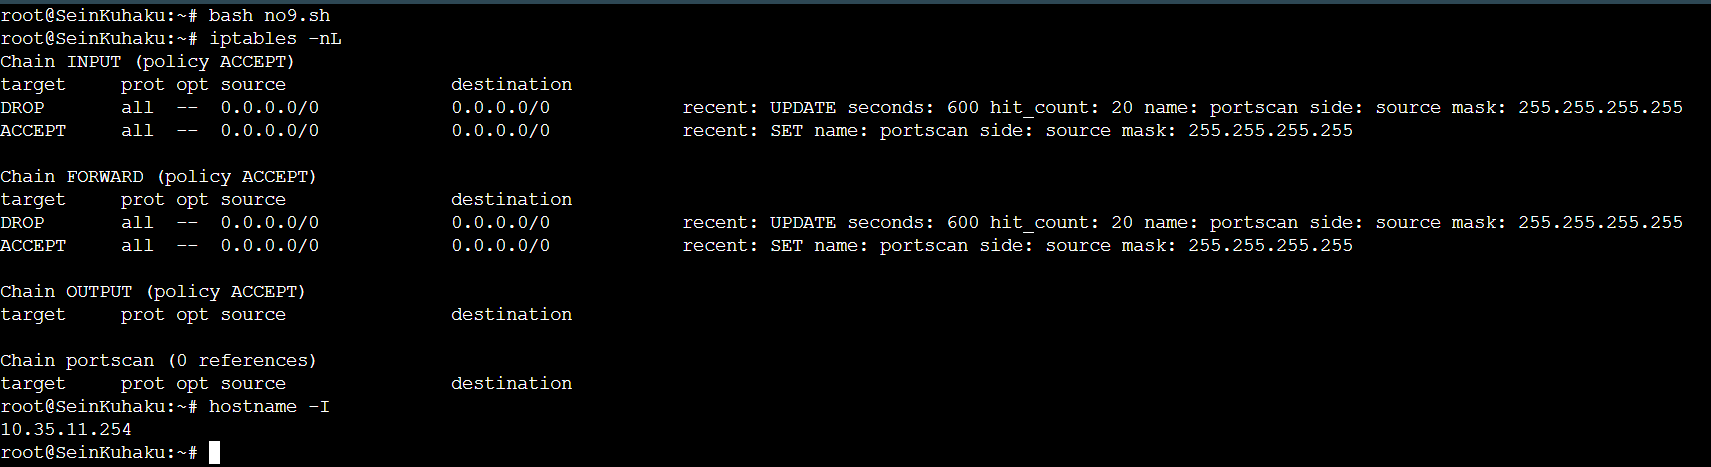 root@SeinKuhaku:~# bash no9.sh
root@SeinKuhaku:~# iptables -nL
Chain INPUT (policy ACCEPT)
target     prot opt source               destination
DROP       all  --  0.0.0.0/0            0.0.0.0/0            recent: UPDATE seconds: 600 hit_count: 20 name: portscan side: source mask: 255.255.255.255
ACCEPT     all  --  0.0.0.0/0            0.0.0.0/0            recent: SET name: portscan side: source mask: 255.255.255.255

Chain FORWARD (policy ACCEPT)
target     prot opt source               destination
DROP       all  --  0.0.0.0/0            0.0.0.0/0            recent: UPDATE seconds: 600 hit_count: 20 name: portscan side: source mask: 255.255.255.255
ACCEPT     all  --  0.0.0.0/0            0.0.0.0/0            recent: SET name: portscan side: source mask: 255.255.255.255

Chain OUTPUT (policy ACCEPT)
target     prot opt source               destination

Chain portscan (0 references)
target     prot opt source               destination
root@SeinKuhaku:~# hostname -I
10.35.11.254
root@SeinKuhaku:~#